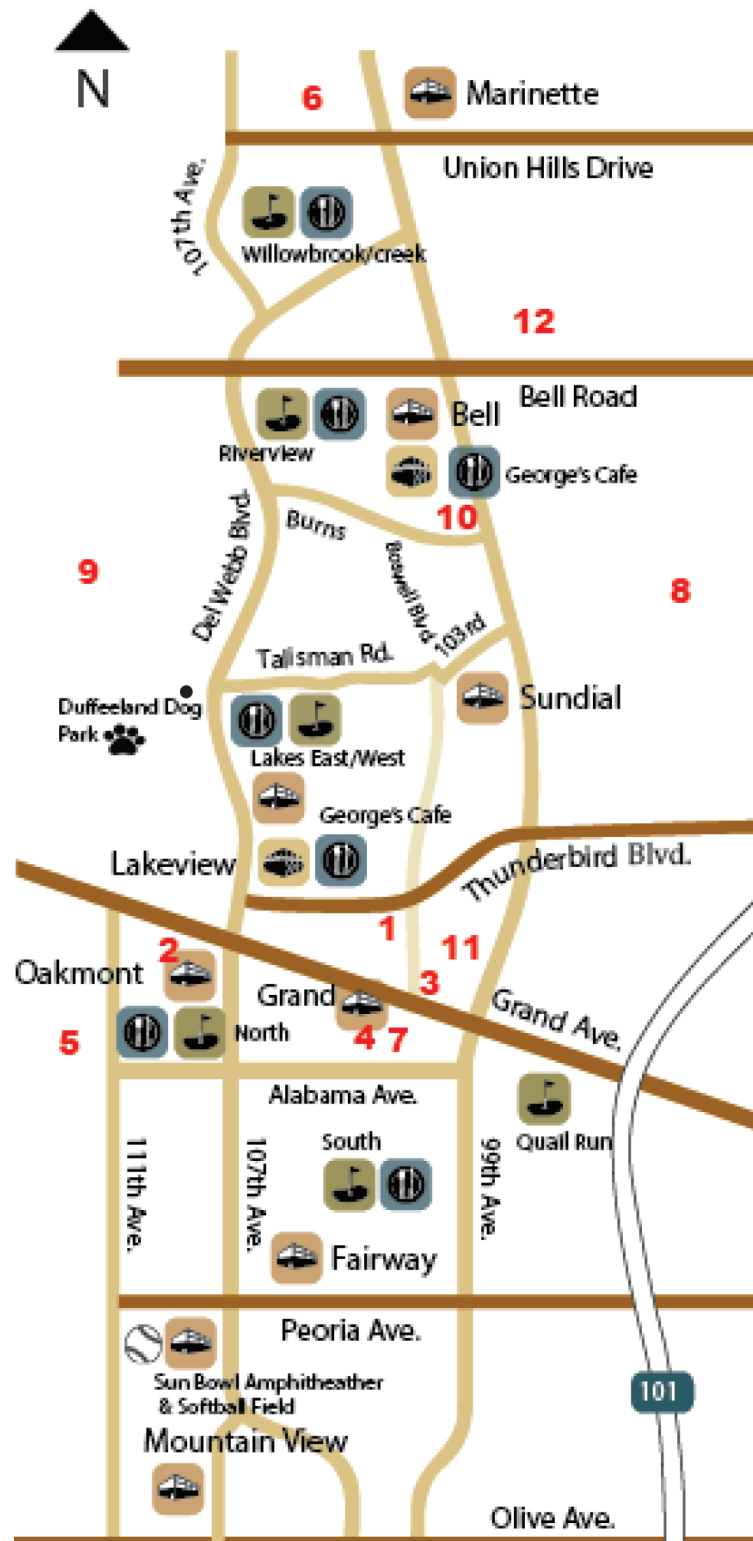 N
6
Marinette
Union Hills Drive
107th Ave.
Willowbrook/creek
12
Bell Road
Bell
Riverview
George's Cafe
10
Burns
Del Webb Blvd.
9
8
Boswell Blvd.
103rd
Talisman Rd.
Sundial
Duffeeland Dog
Park
Lakes East/West
George's Cafe
Lakeview
Thunderbird Blvd.
1
2
11
3
Oakmont
Grand
Grand Ave.
5
North
4
7
Alabama Ave.
Quail Run
South
111th Ave.
107th Ave.
99th Ave.
Fairway
Peoria Ave.
Sun Bowl Amphitheather
& Softball Field
101
Mountain View
Olive Ave.